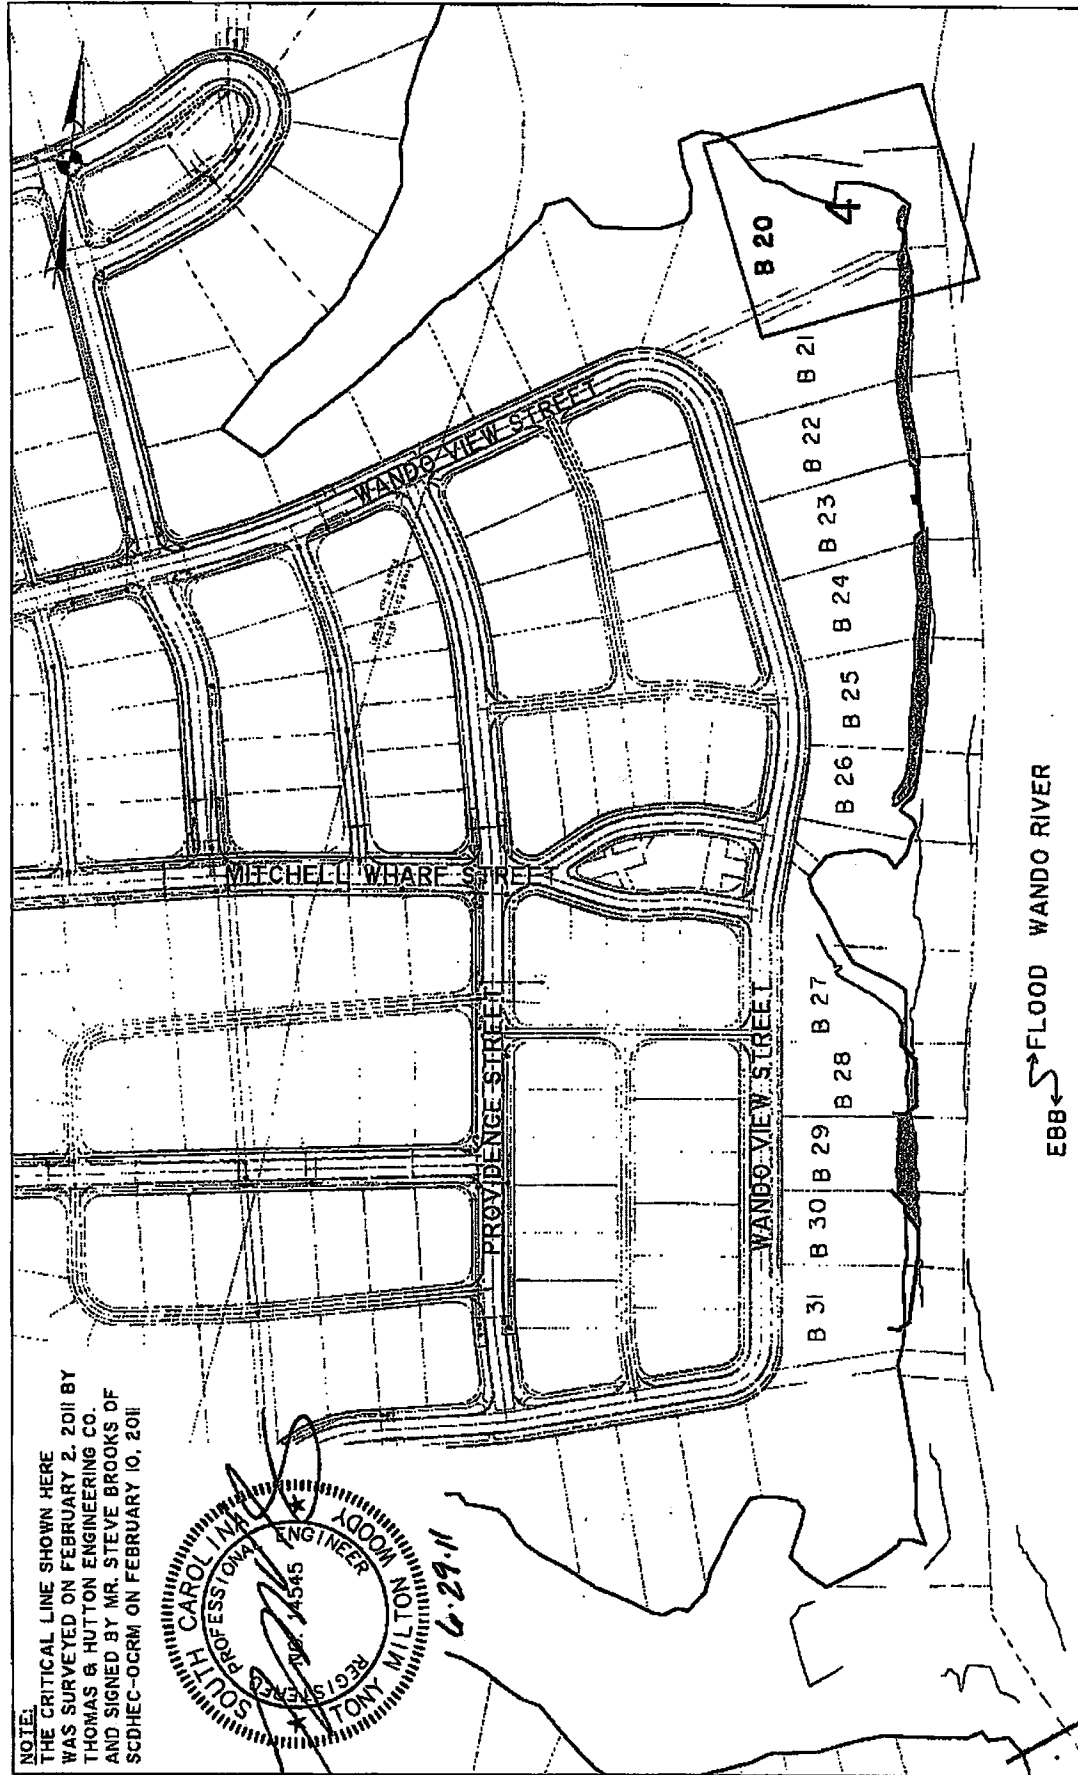 NOTE:
THE CRITICAL LINE SHOWN HERE
WAS SURVEYED ON FEBRUARY 2, 2011 BY
THOMAS & HUTTON ENGINEERING CO.
AND SIGNED BY MR. STEVE BROOKS OF
SCDHEC-OCRM ON FEBRUARY 10, 2011
SOUTH CAROLINA
PROFESSIONAL ENGINEER
NO. 14545
REGISTERED
TONY MILTON WOODY
6.29.11
WANDO VIEW STREET
MITCHELL WHARF STREET
PROVIDENCE STREET
WANDO VIEW STREET
B 31
B 30
B 29
B 28
B 27
B 26
B 25
B 24
B 23
B 22
B 21
B 20
4
EBB FLOOD WANDO RIVER